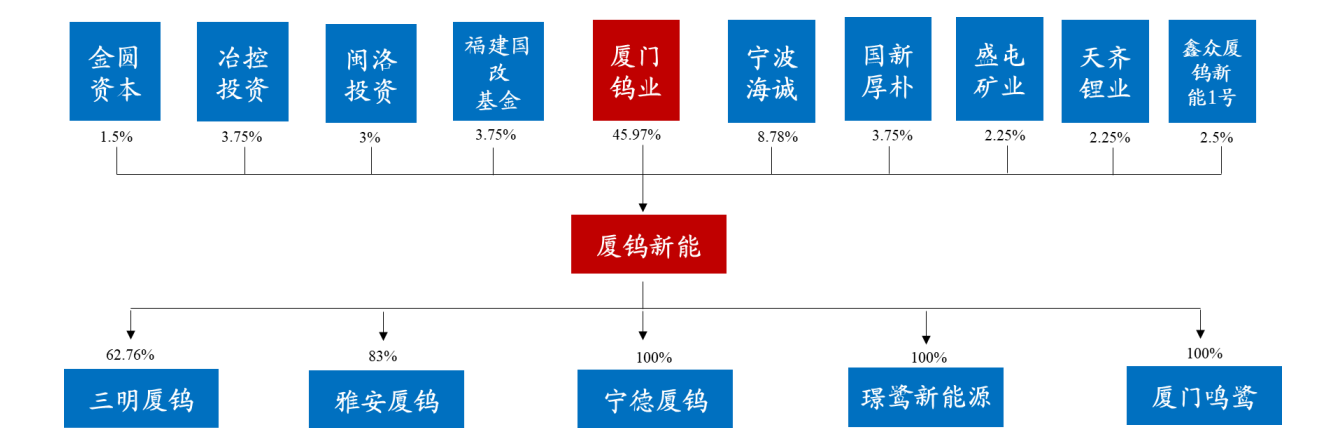 金圆
资本
冶控
投资
闽洛
投资
福建国
改
基金
厦门
钨业
宁波
海诚
国新
厚朴
盛屯
矿业
天齐
锂业
鑫众厦
钨新
能1号
1.5%
3.75%
3%
3.75%
45.97%
8.78%
3.75%
2.25%
2.25%
2.5%
厦钨新能
62.76%
83%
100%
100%
100%
三明厦钨
雅安厦钨
宁德厦钨
璟鹭新能源
厦门鸣鹭